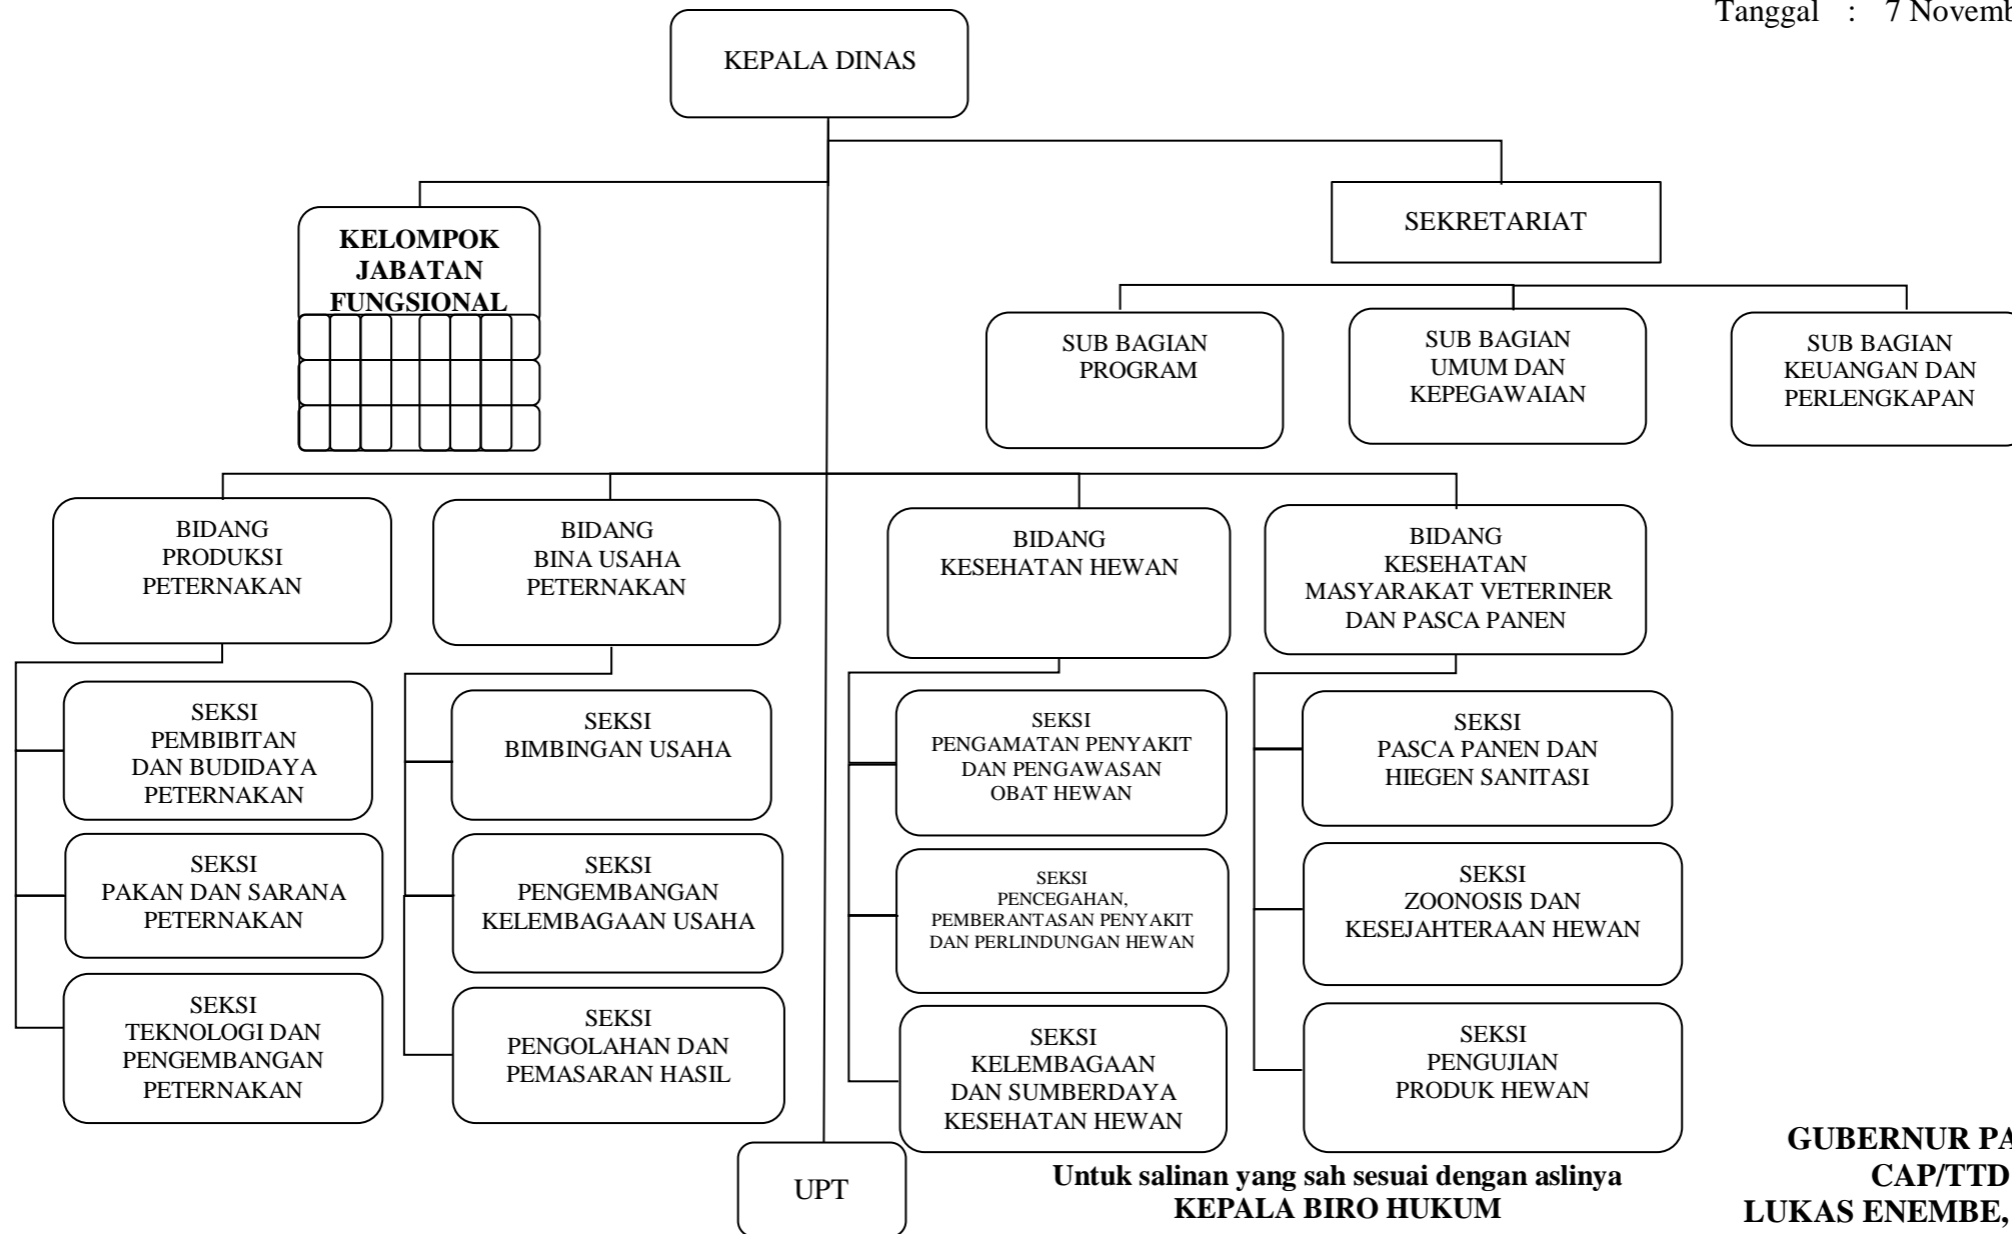 Tanggal : 7 Novemb
KEPALA DINAS
SEKRETARIAT
KELOMPOK
JABATAN
FUNGSIONAL
SUB BAGIAN
PROGRAM
SUB BAGIAN
UMUM DAN
KEPEGAWAIAN
SUB BAGIAN
KEUANGAN DAN
PERLENGKAPAN
BIDANG
PRODUKSI
PETERNAKAN
BIDANG
BINA USAHA
PETERNAKAN
BIDANG
KESEHATAN HEWAN
BIDANG
KESEHATAN
MASYARAKAT VETERINER
DAN PASCA PANEN
SEKSI
PEMBIBITAN
DAN BUDIDAYA
PETERNAKAN
SEKSI
BIMBINGAN USAHA
SEKSI
PENGAMATAN PENYAKIT
DAN PENGAWASAN
OBAT HEWAN
SEKSI
PASCA PANEN DAN
HIEGEN SANITASI
SEKSI
PAKAN DAN SARANA
PETERNAKAN
SEKSI
PENGEMBANGAN
KELEMBAGAAN USAHA
SEKSI
PENCEGAHAN,
PEMBERANTASAN PENYAKIT
DAN PERLINDUNGAN HEWAN
SEKSI
ZOONOSIS DAN
KESEJAHTERAAN HEWAN
SEKSI
TEKNOLOGI DAN
PENGEMBANGAN
PETERNAKAN
SEKSI
PENGOLAHAN DAN
PEMASARAN HASIL
SEKSI
KELEMBAGAAN
DAN SUMBERDAYA
KESEHATAN HEWAN
SEKSI
PENGUJIAN
PRODUK HEWAN
UPT
Untuk salinan yang sah sesuai dengan aslinya
KEPALA BIRO HUKUM
GUBERNUR PA
CAP/TTD
LUKAS ENEMBE,